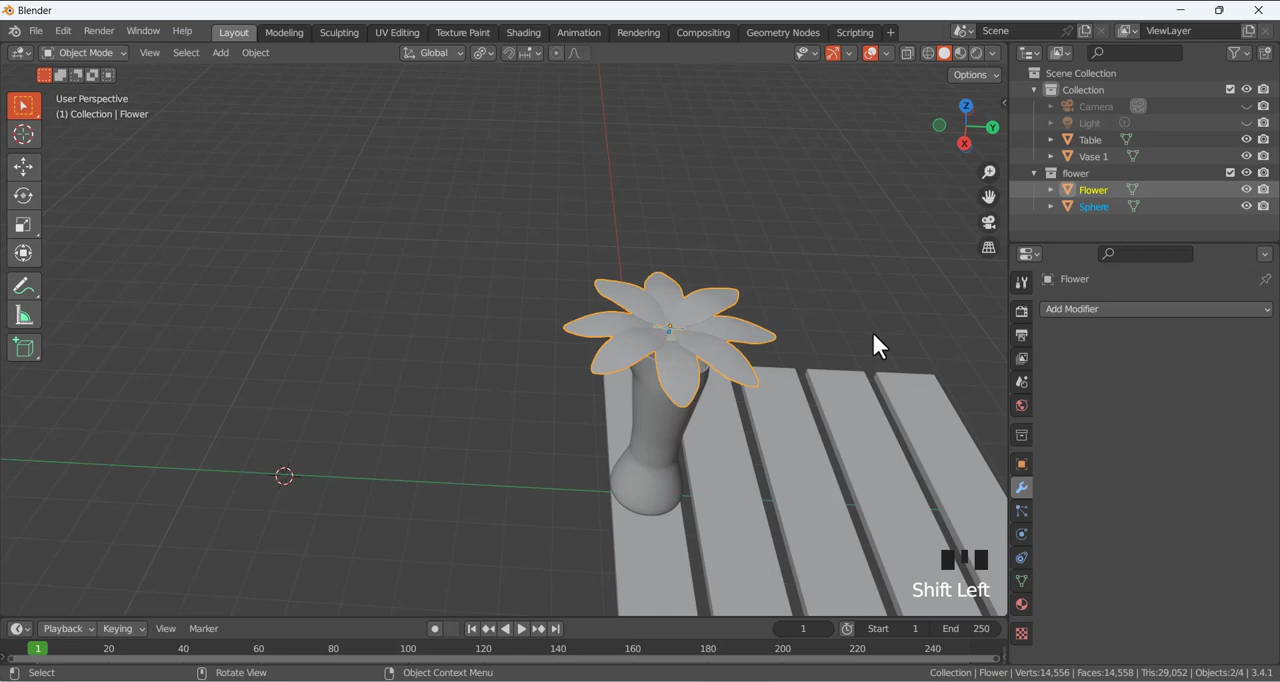 Blender
File Edit Render Window Help Layout Modeling Sculpting UV Editing Texture Paint Shading Animation Rendering Compositing Geometry Nodes Scripting + Scene ViewLayer
Object Mode View Select Add Object Global
Options
User Perspective
(1) Collection | Flower
Z
Y
X
Scene Collection
Collection
Camera
Light
Table
Vase 1
flower
Flower
Sphere
Flower
Add Modifier
Shift Left
Playback Keying View Marker 1 Start 1 End 250
1 20 40 60 80 100 120 140 160 180 200 220 240
Select Rotate View Object Context Menu Collection | Flower | Verts:14,556 | Faces:14,558 | Tris:29,052 | Objects:2/4 | 3.4.1